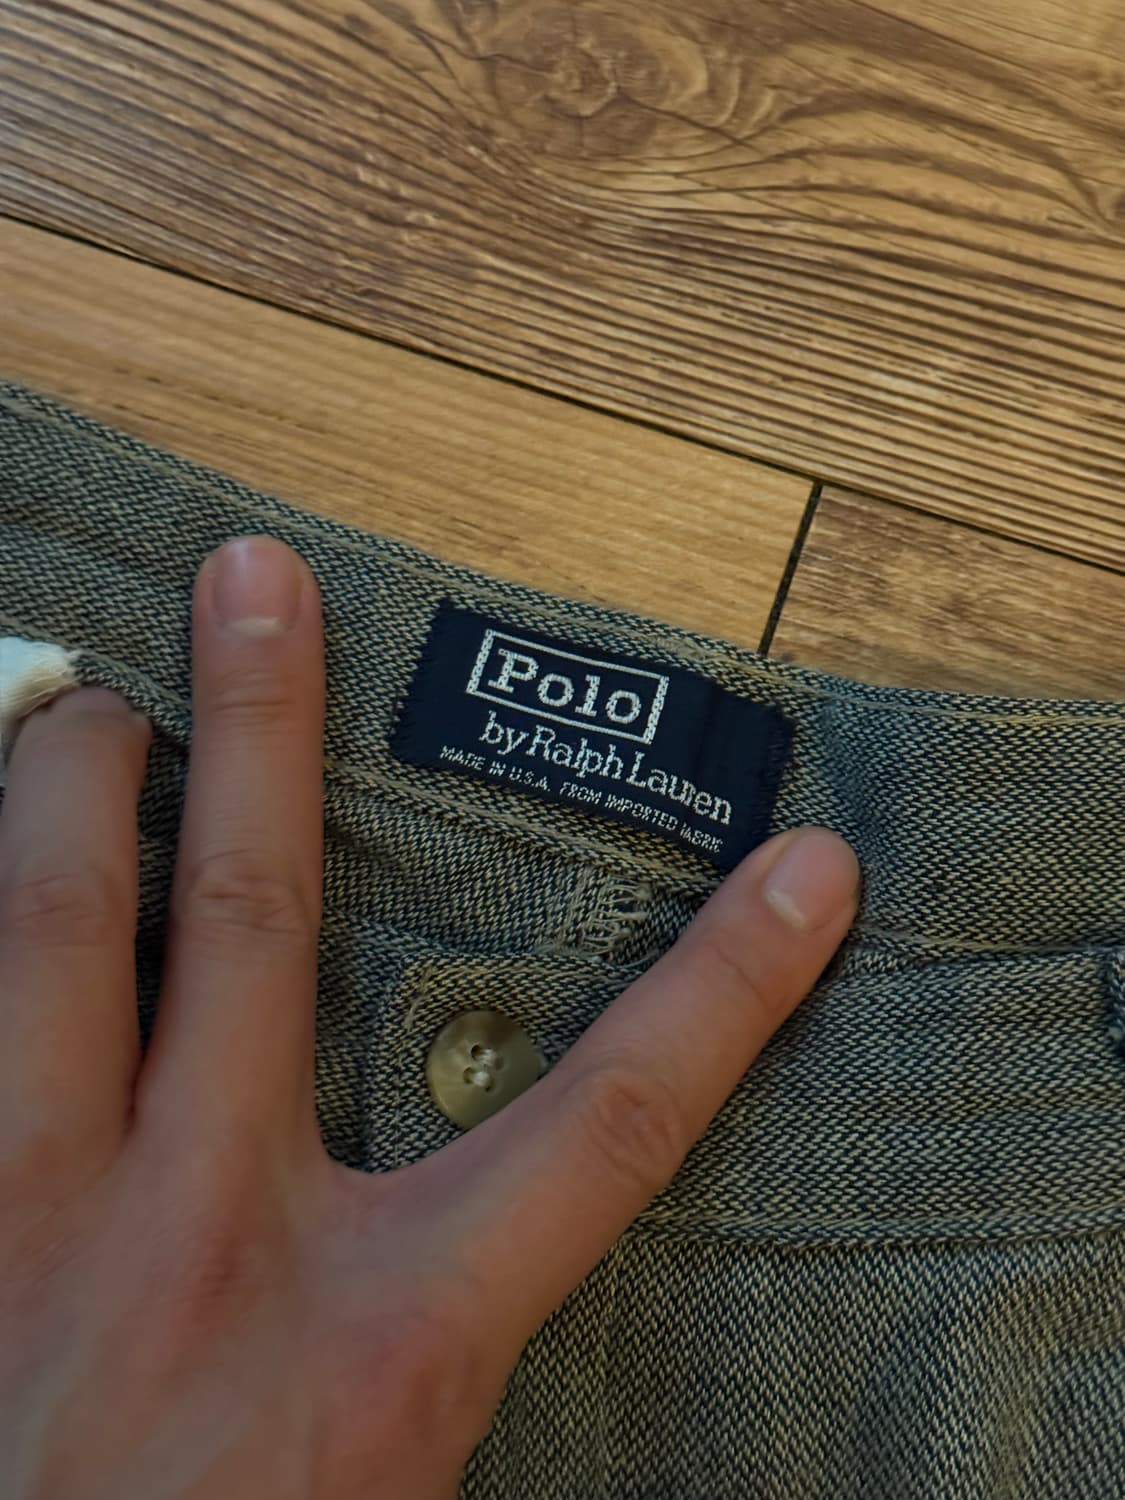 Polo
by Ralph Lauren
MADE IN U.S.A. FROM IMPORTED FABRIC